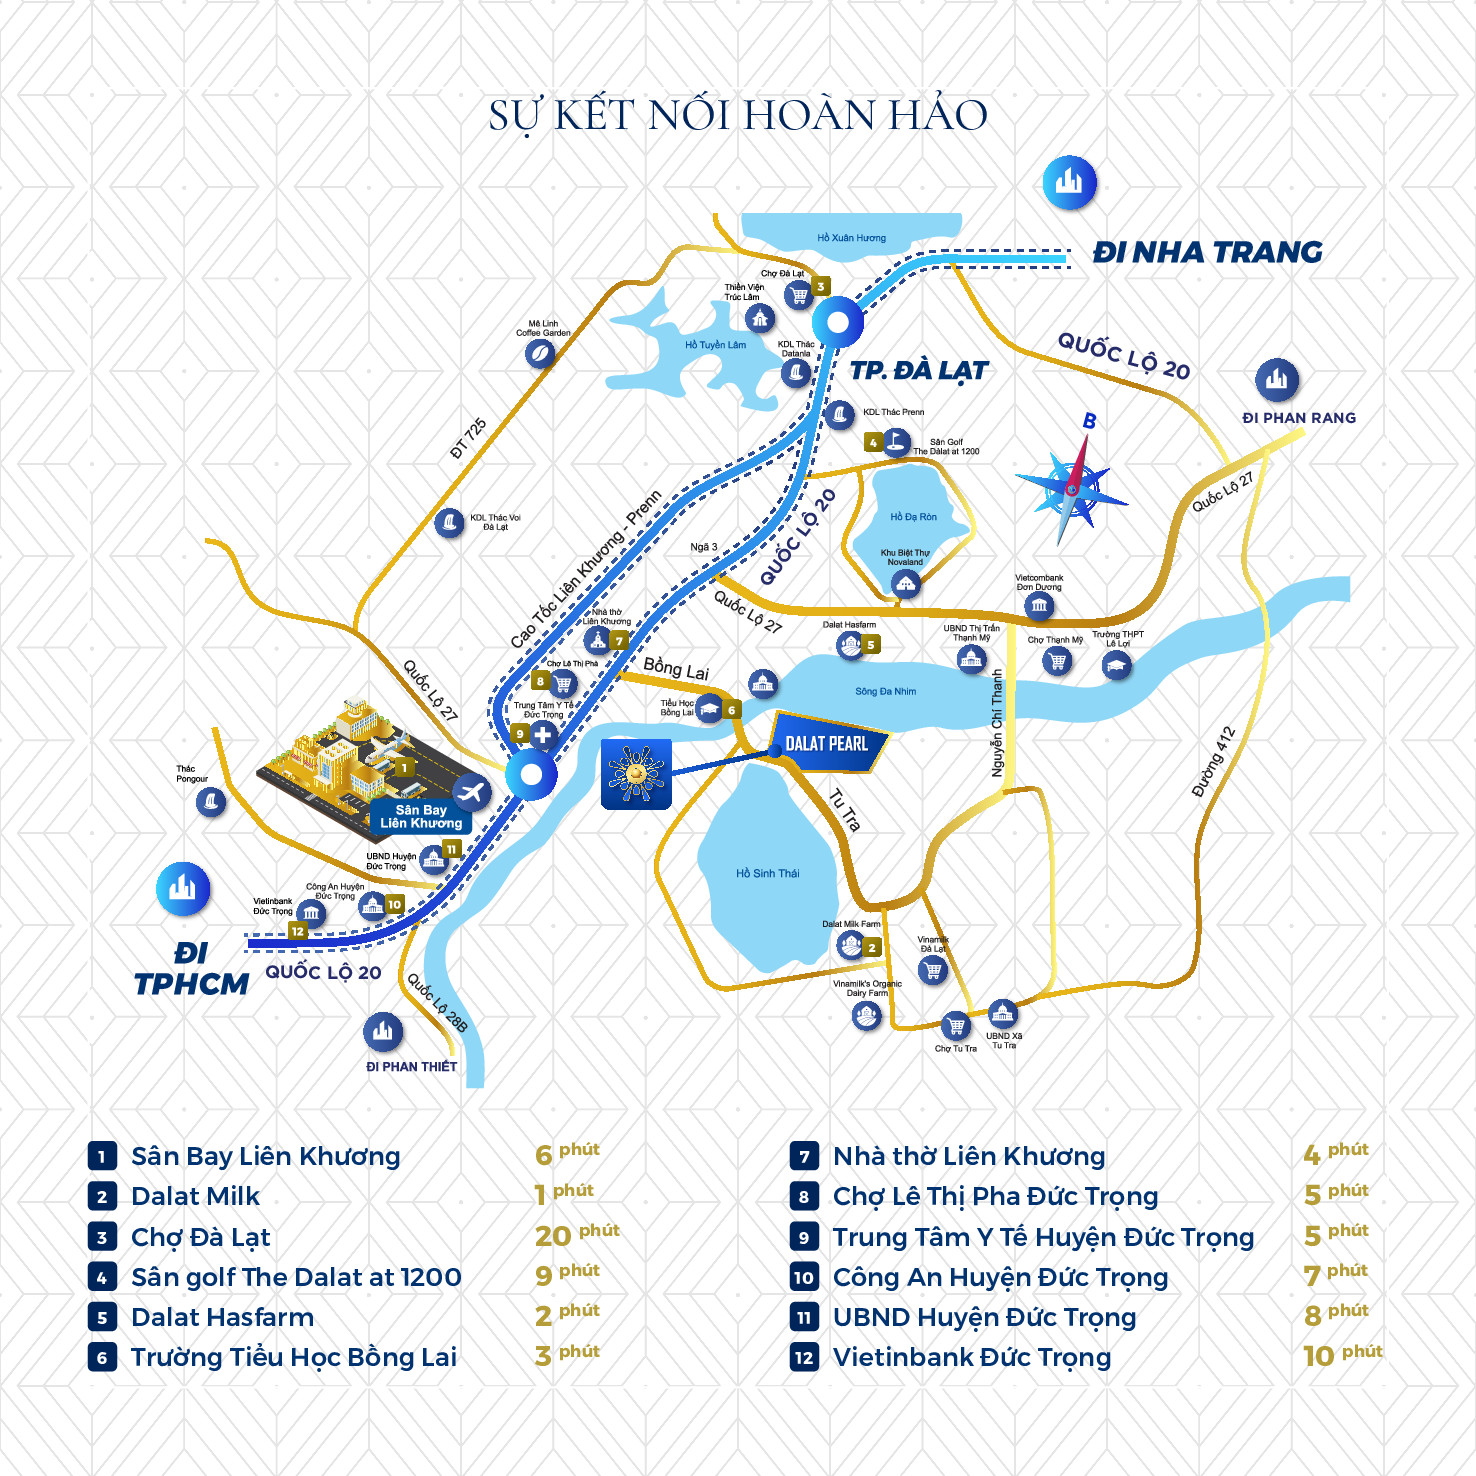 SỰ KẾT NỐI HOÀN HẢO
Hồ Xuân Hương
ĐI NHA TRANG
Chợ Đà Lạt
3
Thiền Viện
Trúc Lâm
Mê Linh
Coffee Garden
Hồ Tuyền Lâm
KDL Thác
Datanla
TP. ĐÀ LẠT
QUỐC LỘ 20
ĐI PHAN RANG
KDL Thác Prenn
4
Sân Golf
The Dàlat at 1200
B
ĐT 725
Quốc Lộ 27
KDL Thác Voi
Đà Lạt
Cao Tốc Liên Khương - Prenn
Ngã 3
QUỐC LỘ 20
Hồ Đạ Ròn
Khu Biệt Thự
Novaland
Quốc Lộ 27
Vietcombank
Đơn Dương
Nhà thờ
Liên Khương
7
Dalat Hasfarm
5
UBND Thị Trấn
Thạnh Mỹ
Chợ Thạnh Mỹ
Trường THPT
Lê Lợi
Quốc Lộ 27
Chợ Lê Thị Pha
8
Bồng Lai
Trung Tâm Y Tế
Đức Trọng
9
Tiểu Học
Bồng Lai
6
Sông Đa Nhim
Nguyễn Chí Thanh
DALAT PEARL
Đường 412
Thác
Pongour
1
Sân Bay
Liên Khương
Tu Tra
UBND Huyện
Đức Trọng
11
Hồ Sinh Thái
Công An Huyện
Đức Trọng
10
Vietinbank
Đức Trọng
12
ĐI
TPHCM
QUỐC LỘ 20
Quốc Lộ 28B
ĐI PHAN THIẾT
Dalat Milk Farm
2
Vinamilk
Đà Lạt
Vinamilk's Organic
Dairy Farm
Chợ Tu Tra
UBND Xã
Tu Tra
1 Sân Bay Liên Khương 6 phút
2 Dalat Milk 1 phút
3 Chợ Đà Lạt 20 phút
4 Sân golf The Dalat at 1200 9 phút
5 Dalat Hasfarm 2 phút
6 Trường Tiểu Học Bồng Lai 3 phút
7 Nhà thờ Liên Khương 4 phút
8 Chợ Lê Thị Pha Đức Trọng 5 phút
9 Trung Tâm Y Tế Huyện Đức Trọng 5 phút
10 Công An Huyện Đức Trọng 7 phút
11 UBND Huyện Đức Trọng 8 phút
12 Vietinbank Đức Trọng 10 phút